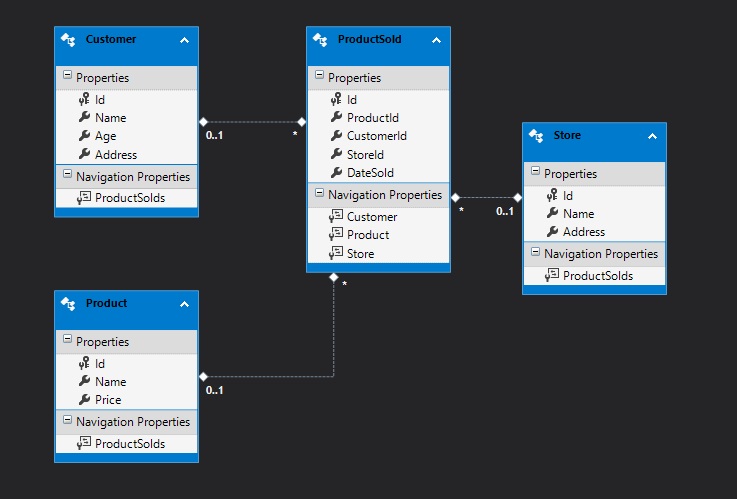 Customer
Properties
Id
Name
Age
Address
Navigation Properties
ProductSolds
0..1
*
ProductSold
Properties
Id
ProductId
CustomerId
StoreId
DateSold
Navigation Properties
Customer
Product
Store
*
0..1
*
Store
Properties
Id
Name
Address
Navigation Properties
ProductSolds
Product
Properties
Id
Name
Price
Navigation Properties
ProductSolds
0..1